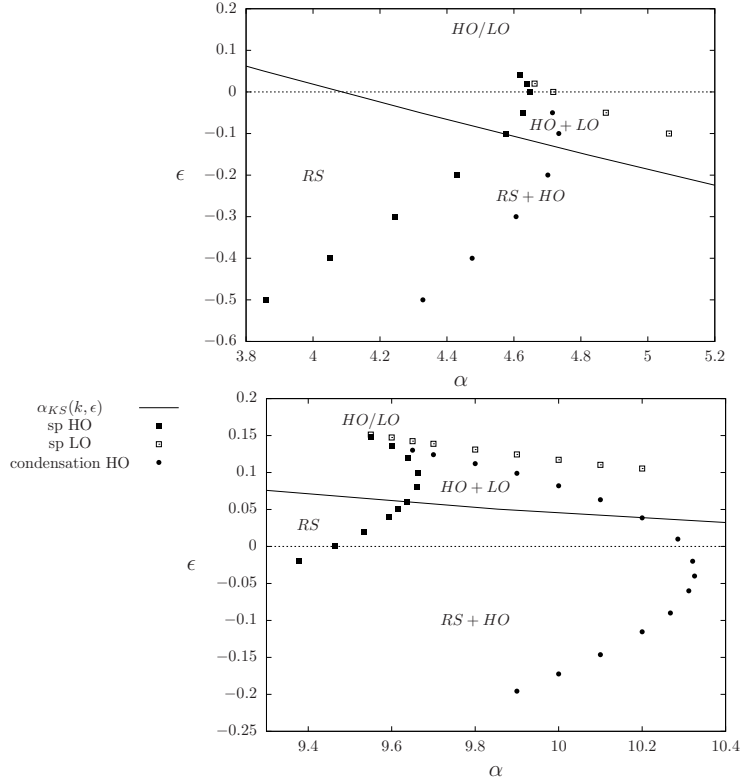 0.2
0.1
0
−0.1
−0.2
−0.3
−0.4
−0.5
−0.6
3.8 4 4.2 4.4 4.6 4.8 5 5.2
ϵ
α
HO/LO
HO + LO
RS
RS + HO
α_{KS}(k, ϵ)
sp HO
sp LO
condensation HO
0.2
0.15
0.1
0.05
0
−0.05
−0.1
−0.15
−0.2
−0.25
9.4 9.6 9.8 10 10.2 10.4
ϵ
α
HO/LO
HO + LO
RS
RS + HO